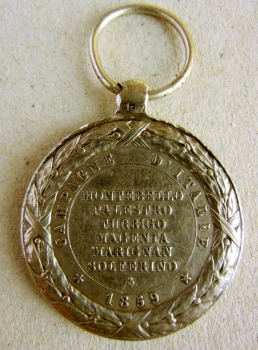 CAMPAGNE D'ITALIE
MONTEBELLO
PALESTRO
TURBIGO
MAGENTA
MARIGNAN
SOLFERINO
1859